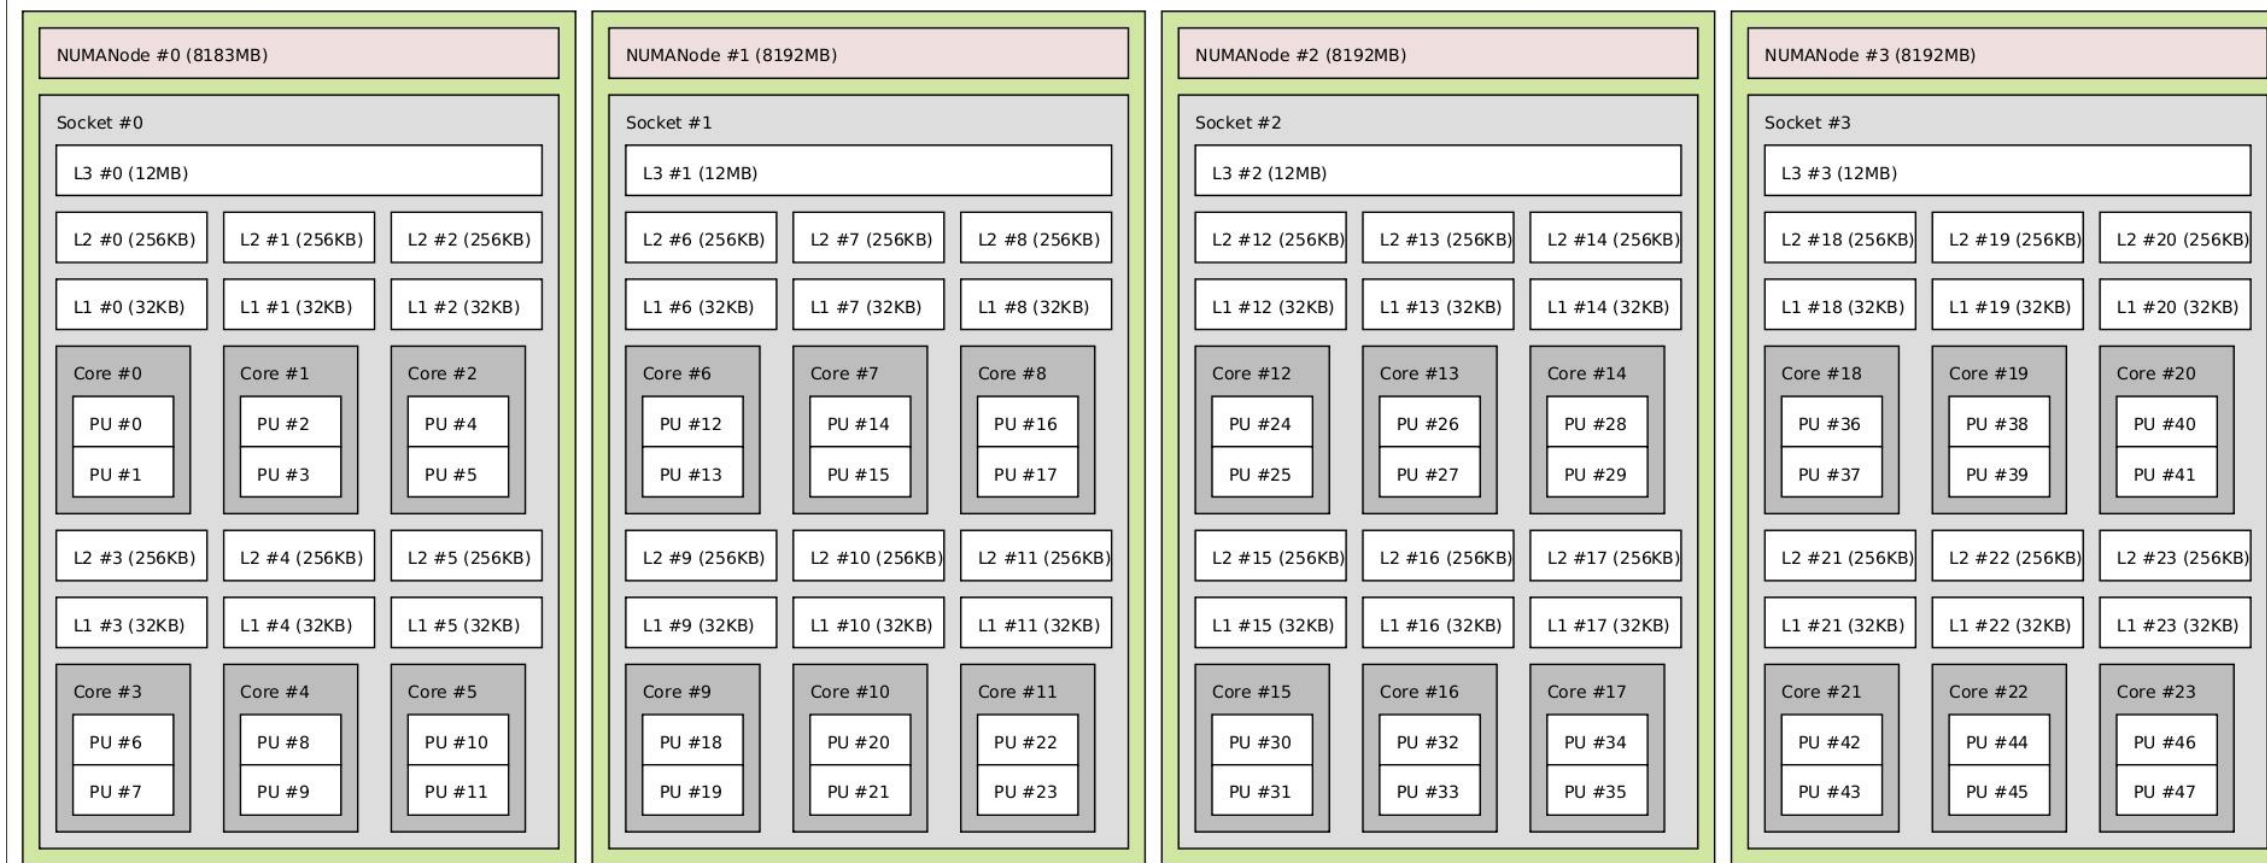 NUMANode #0 (8183MB)
Socket #0
L3 #0 (12MB)
L2 #0 (256KB) L2 #1 (256KB) L2 #2 (256KB)
L1 #0 (32KB) L1 #1 (32KB) L1 #2 (32KB)
Core #0 Core #1 Core #2
PU #0 PU #2 PU #4
PU #1 PU #3 PU #5
L2 #3 (256KB) L2 #4 (256KB) L2 #5 (256KB)
L1 #3 (32KB) L1 #4 (32KB) L1 #5 (32KB)
Core #3 Core #4 Core #5
PU #6 PU #8 PU #10
PU #7 PU #9 PU #11
NUMANode #1 (8192MB)
Socket #1
L3 #1 (12MB)
L2 #6 (256KB) L2 #7 (256KB) L2 #8 (256KB)
L1 #6 (32KB) L1 #7 (32KB) L1 #8 (32KB)
Core #6 Core #7 Core #8
PU #12 PU #14 PU #16
PU #13 PU #15 PU #17
L2 #9 (256KB) L2 #10 (256KB) L2 #11 (256KB)
L1 #9 (32KB) L1 #10 (32KB) L1 #11 (32KB)
Core #9 Core #10 Core #11
PU #18 PU #20 PU #22
PU #19 PU #21 PU #23
NUMANode #2 (8192MB)
Socket #2
L3 #2 (12MB)
L2 #12 (256KB) L2 #13 (256KB) L2 #14 (256KB)
L1 #12 (32KB) L1 #13 (32KB) L1 #14 (32KB)
Core #12 Core #13 Core #14
PU #24 PU #26 PU #28
PU #25 PU #27 PU #29
L2 #15 (256KB) L2 #16 (256KB) L2 #17 (256KB)
L1 #15 (32KB) L1 #16 (32KB) L1 #17 (32KB)
Core #15 Core #16 Core #17
PU #30 PU #32 PU #34
PU #31 PU #33 PU #35
NUMANode #3 (8192MB)
Socket #3
L3 #3 (12MB)
L2 #18 (256KB) L2 #19 (256KB) L2 #20 (256KB)
L1 #18 (32KB) L1 #19 (32KB) L1 #20 (32KB)
Core #18 Core #19 Core #20
PU #36 PU #38 PU #40
PU #37 PU #39 PU #41
L2 #21 (256KB) L2 #22 (256KB) L2 #23 (256KB)
L1 #21 (32KB) L1 #22 (32KB) L1 #23 (32KB)
Core #21 Core #22 Core #23
PU #42 PU #44 PU #46
PU #43 PU #45 PU #47